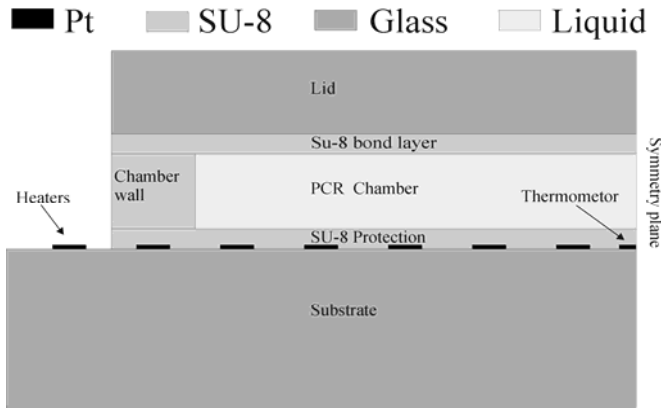 Pt SU-8 Glass Liquid
Lid
Su-8 bond layer
Chamber
wall
PCR Chamber
Heaters
Thermometor
SU-8 Protection
Symmetry plane
Substrate